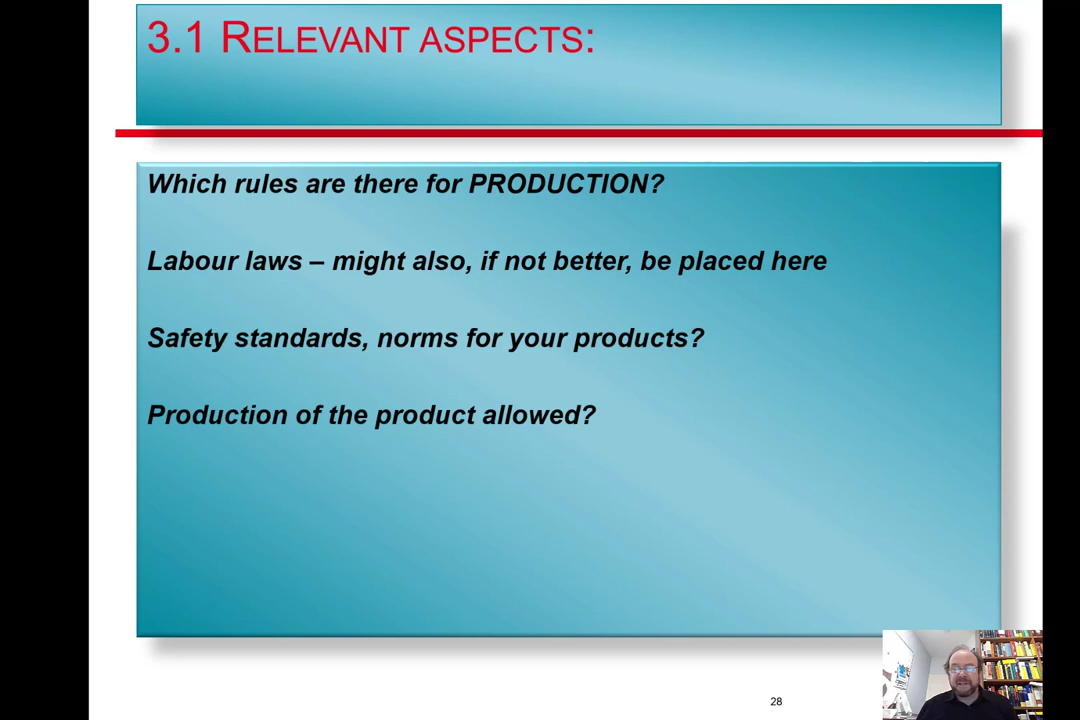 3.1 RELEVANT ASPECTS:
Which rules are there for PRODUCTION?
Labour laws – might also, if not better, be placed here
Safety standards, norms for your products?
Production of the product allowed?
28